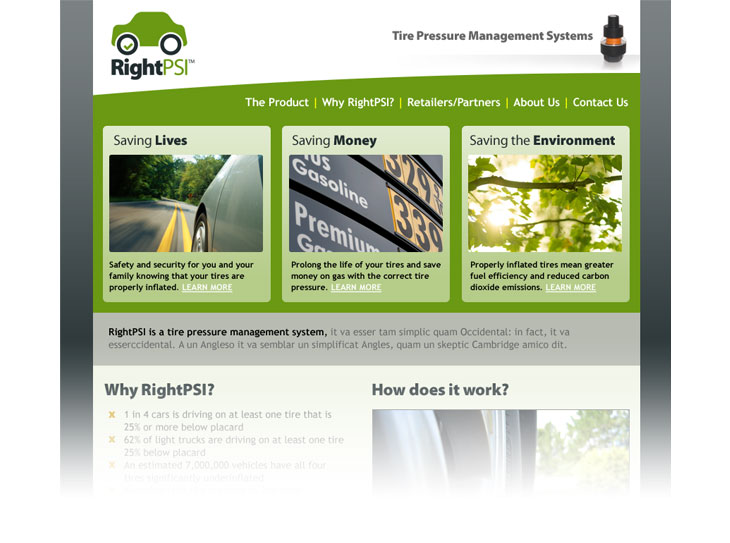 RightPSI™
Tire Pressure Management Systems
The Product | Why RightPSI? | Retailers/Partners | About Us | Contact Us
Saving Lives
Safety and security for you and your
family knowing that your tires are
properly inflated. LEARN MORE
Saving Money
Plus
Gasoline
329
Premium
Gas
339
Prolong the life of your tires and save
money on gas with the correct tire
pressure. LEARN MORE
Saving the Environment
Properly inflated tires mean greater
fuel efficiency and reduced carbon
dioxide emissions. LEARN MORE
RightPSI is a tire pressure management system, it va esser tam simplic quam Occidental: in fact, it va
esserccidental. A un Angleso it va semblar un simplificat Angles, quam un skeptic Cambridge amico dit.
Why RightPSI?
1 in 4 cars is driving on at least one tire that is
25% or more below placard
62% of light trucks are driving on at least one tire
25% below placard
An estimated 7,000,000 vehicles have all four
tires significantly underinflated
How does it work?